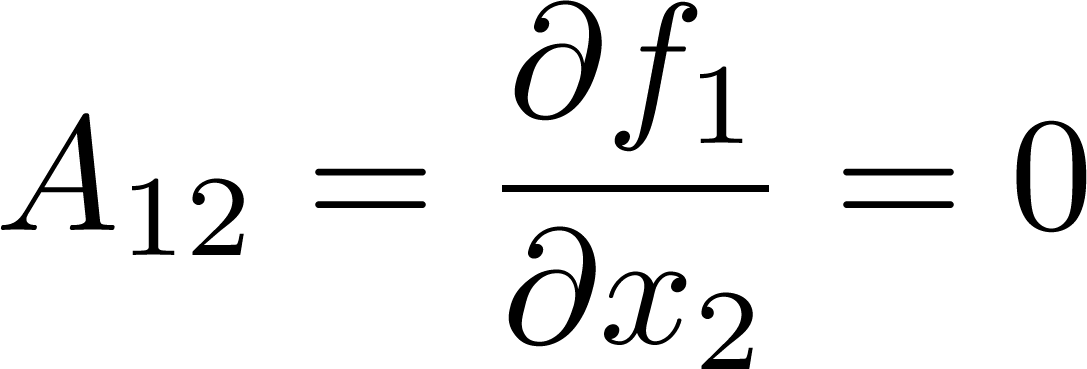 A_{12} = \frac{\partial f_1}{\partial x_2} = 0